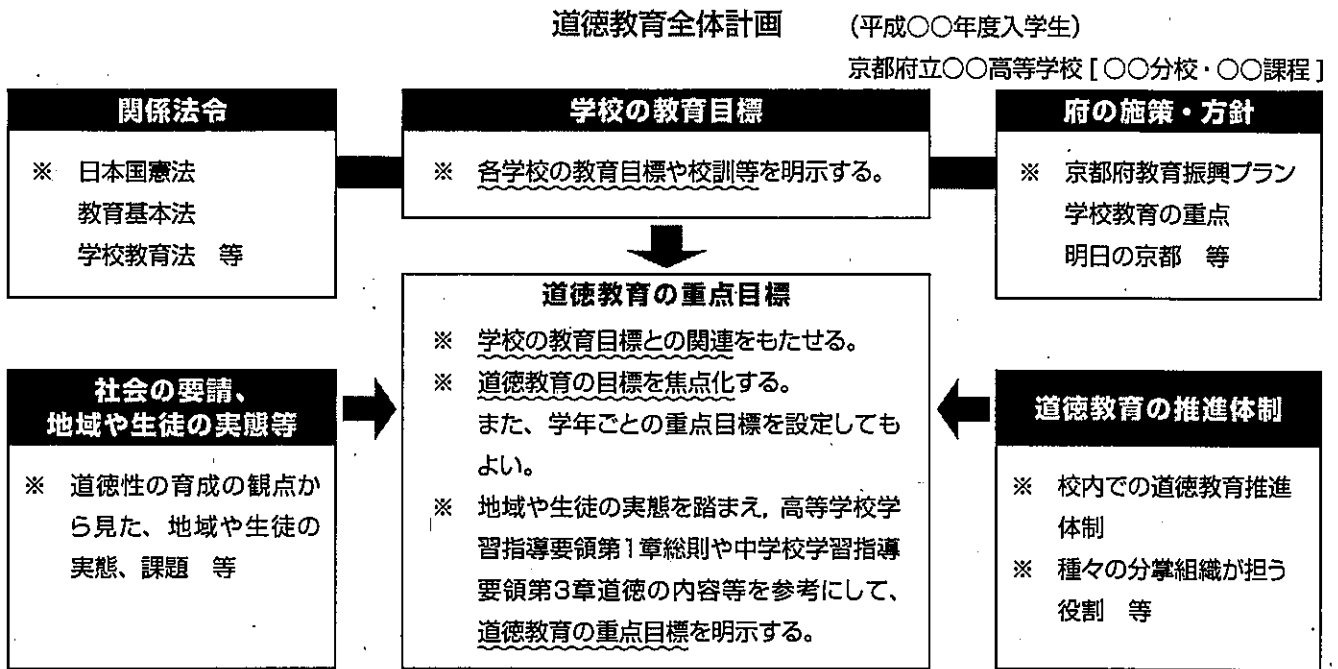 道徳教育全体計画 (平成○○年度入学生)
京都府立○○高等学校 [ ○○分校・○○課程 ]
関係法令
※ 日本国憲法
教育基本法
学校教育法 等
学校の教育目標
※ 各学校の教育目標や校訓等を明示する。
府の施策・方針
※ 京都府教育振興プラン
学校教育の重点
明日の京都 等
道徳教育の重点目標
※ 学校の教育目標との関連をもたせる。
※ 道徳教育の目標を焦点化する。
また、学年ごとの重点目標を設定しても
よい。
※ 地域や生徒の実態を踏まえ, 高等学校学
習指導要領第1章総則や中学校学習指導
要領第3章道徳の内容等を参考にして、
道徳教育の重点目標を明示する。
社会の要請、
地域や生徒の実態等
※ 道徳性の育成の観点か
ら見た、地域や生徒の
実態、課題 等
道徳教育の推進体制
※ 校内での道徳教育推進
体制
※ 種々の分掌組織が担う
役割 等